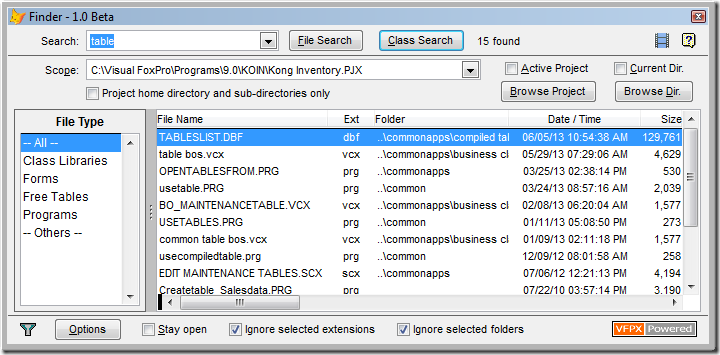 Finder - 1.0 Beta
Search: table File Search Class Search 15 found
Scope: C:\Visual FoxPro\Programs\9.0\KOIN\Kong Inventory.PJX Active Project Current Dir.
Project home directory and sub-directories only Browse Project Browse Dir.
File Type
-- All --
Class Libraries
Forms
Free Tables
Programs
-- Others --
File Name Ext Folder Date / Time Size
TABLESLIST.DBF dbf ..\commonapps\compiled tal 06/05/13 10:54:38 AM 129,761
table bos.vcx vcx ..\commonapps\business cl 05/29/13 07:29:06 AM 4,629
OPENTABLESFROM.PRG prg ..\commonapps 03/25/13 02:38:14 PM 530
usetable.PRG prg ..\common 03/24/13 08:57:16 AM 2,039
BO_MAINTENANCETABLE.VCX vcx ..\commonapps\business cl 02/08/13 06:20:04 AM 1,577
USETABLES.PRG prg ..\common 01/11/13 05:08:50 PM 273
common table bos.vcx vcx ..\commonapps\business cl 01/09/13 02:11:18 PM 1,577
usecompiledtable.prg prg ..\common 12/09/12 08:01:58 AM 258
EDIT MAINTENANCE TABLES.SCX scx ..\commonapps 07/06/12 12:21:13 PM 4,194
Createtable_Salesdata.PRG prg ..\common 07/22/10 03:57:14 PM 3,190
Options Stay open Ignore selected extensions Ignore selected folders VFPX Powered